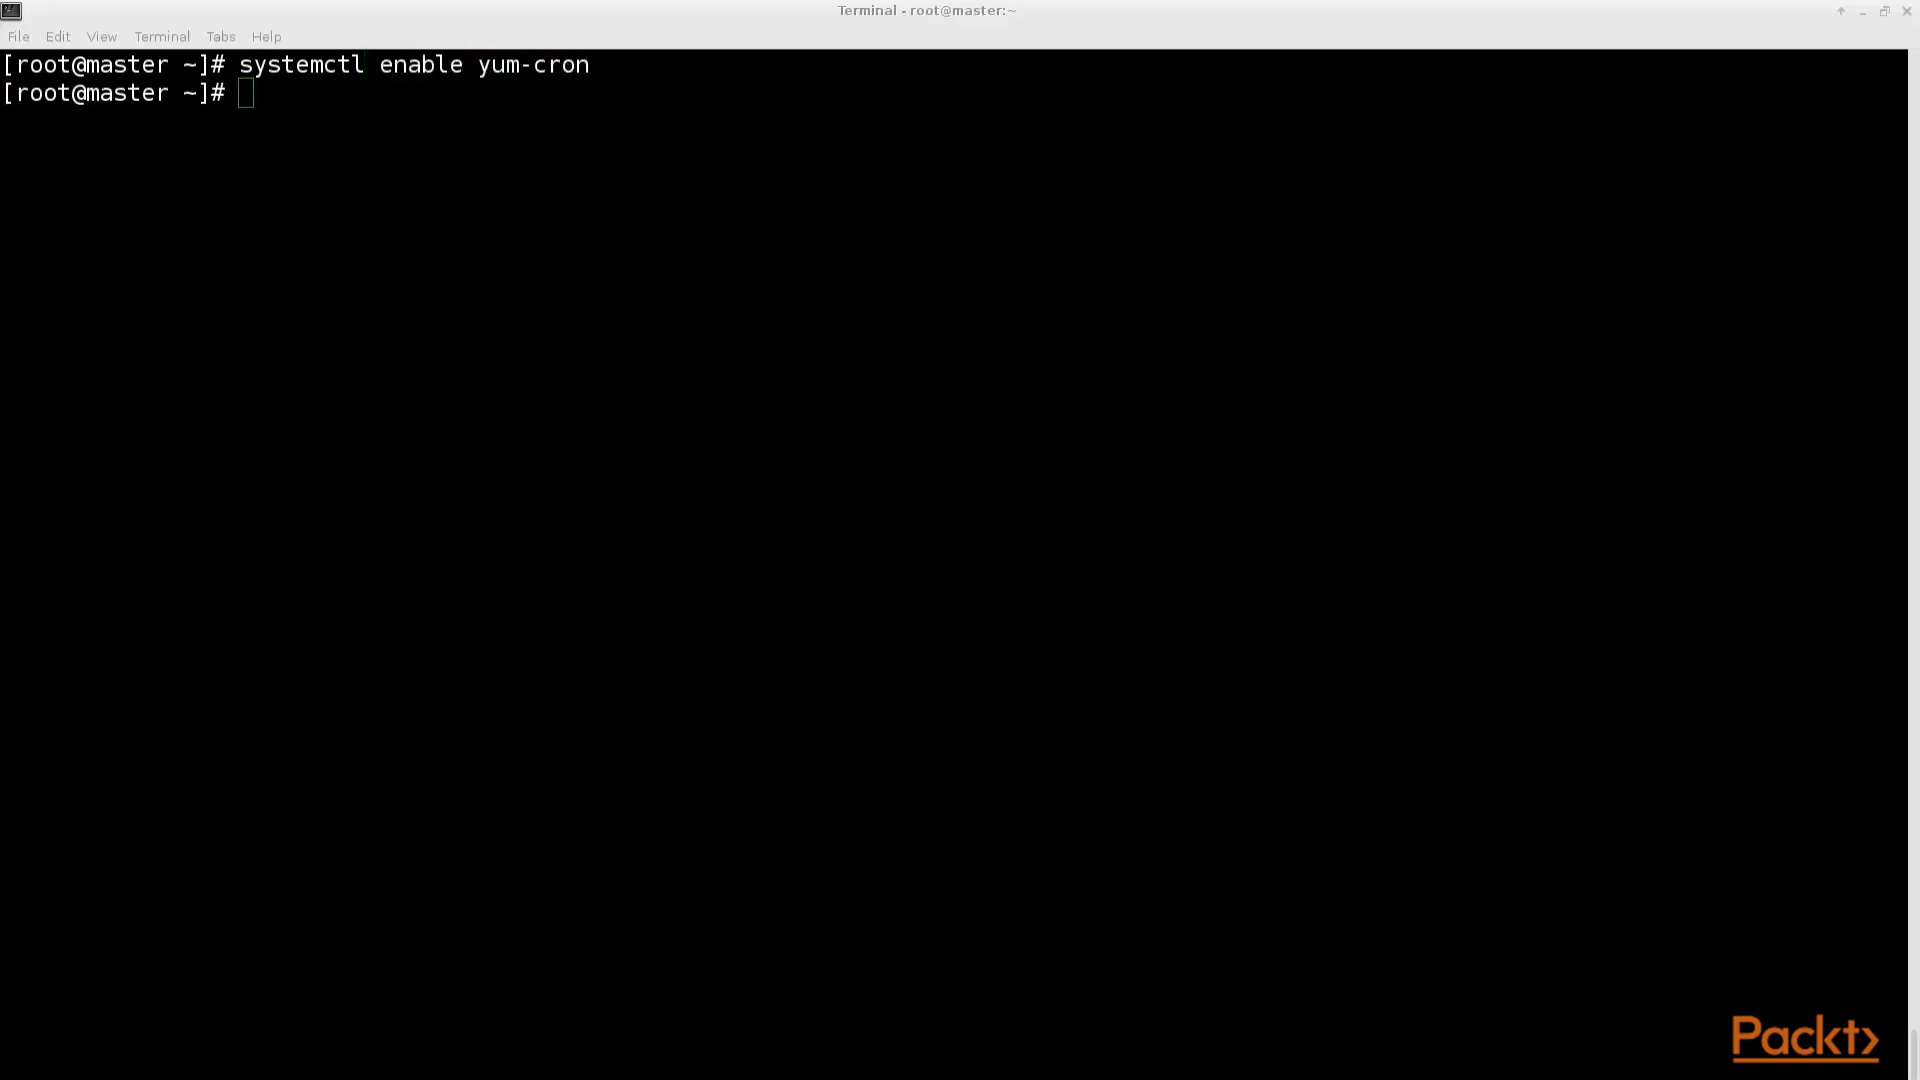 Terminal - root@master:~
File Edit View Terminal Tabs Help
[root@master ~]# systemctl enable yum-cron
[root@master ~]#
Packt>